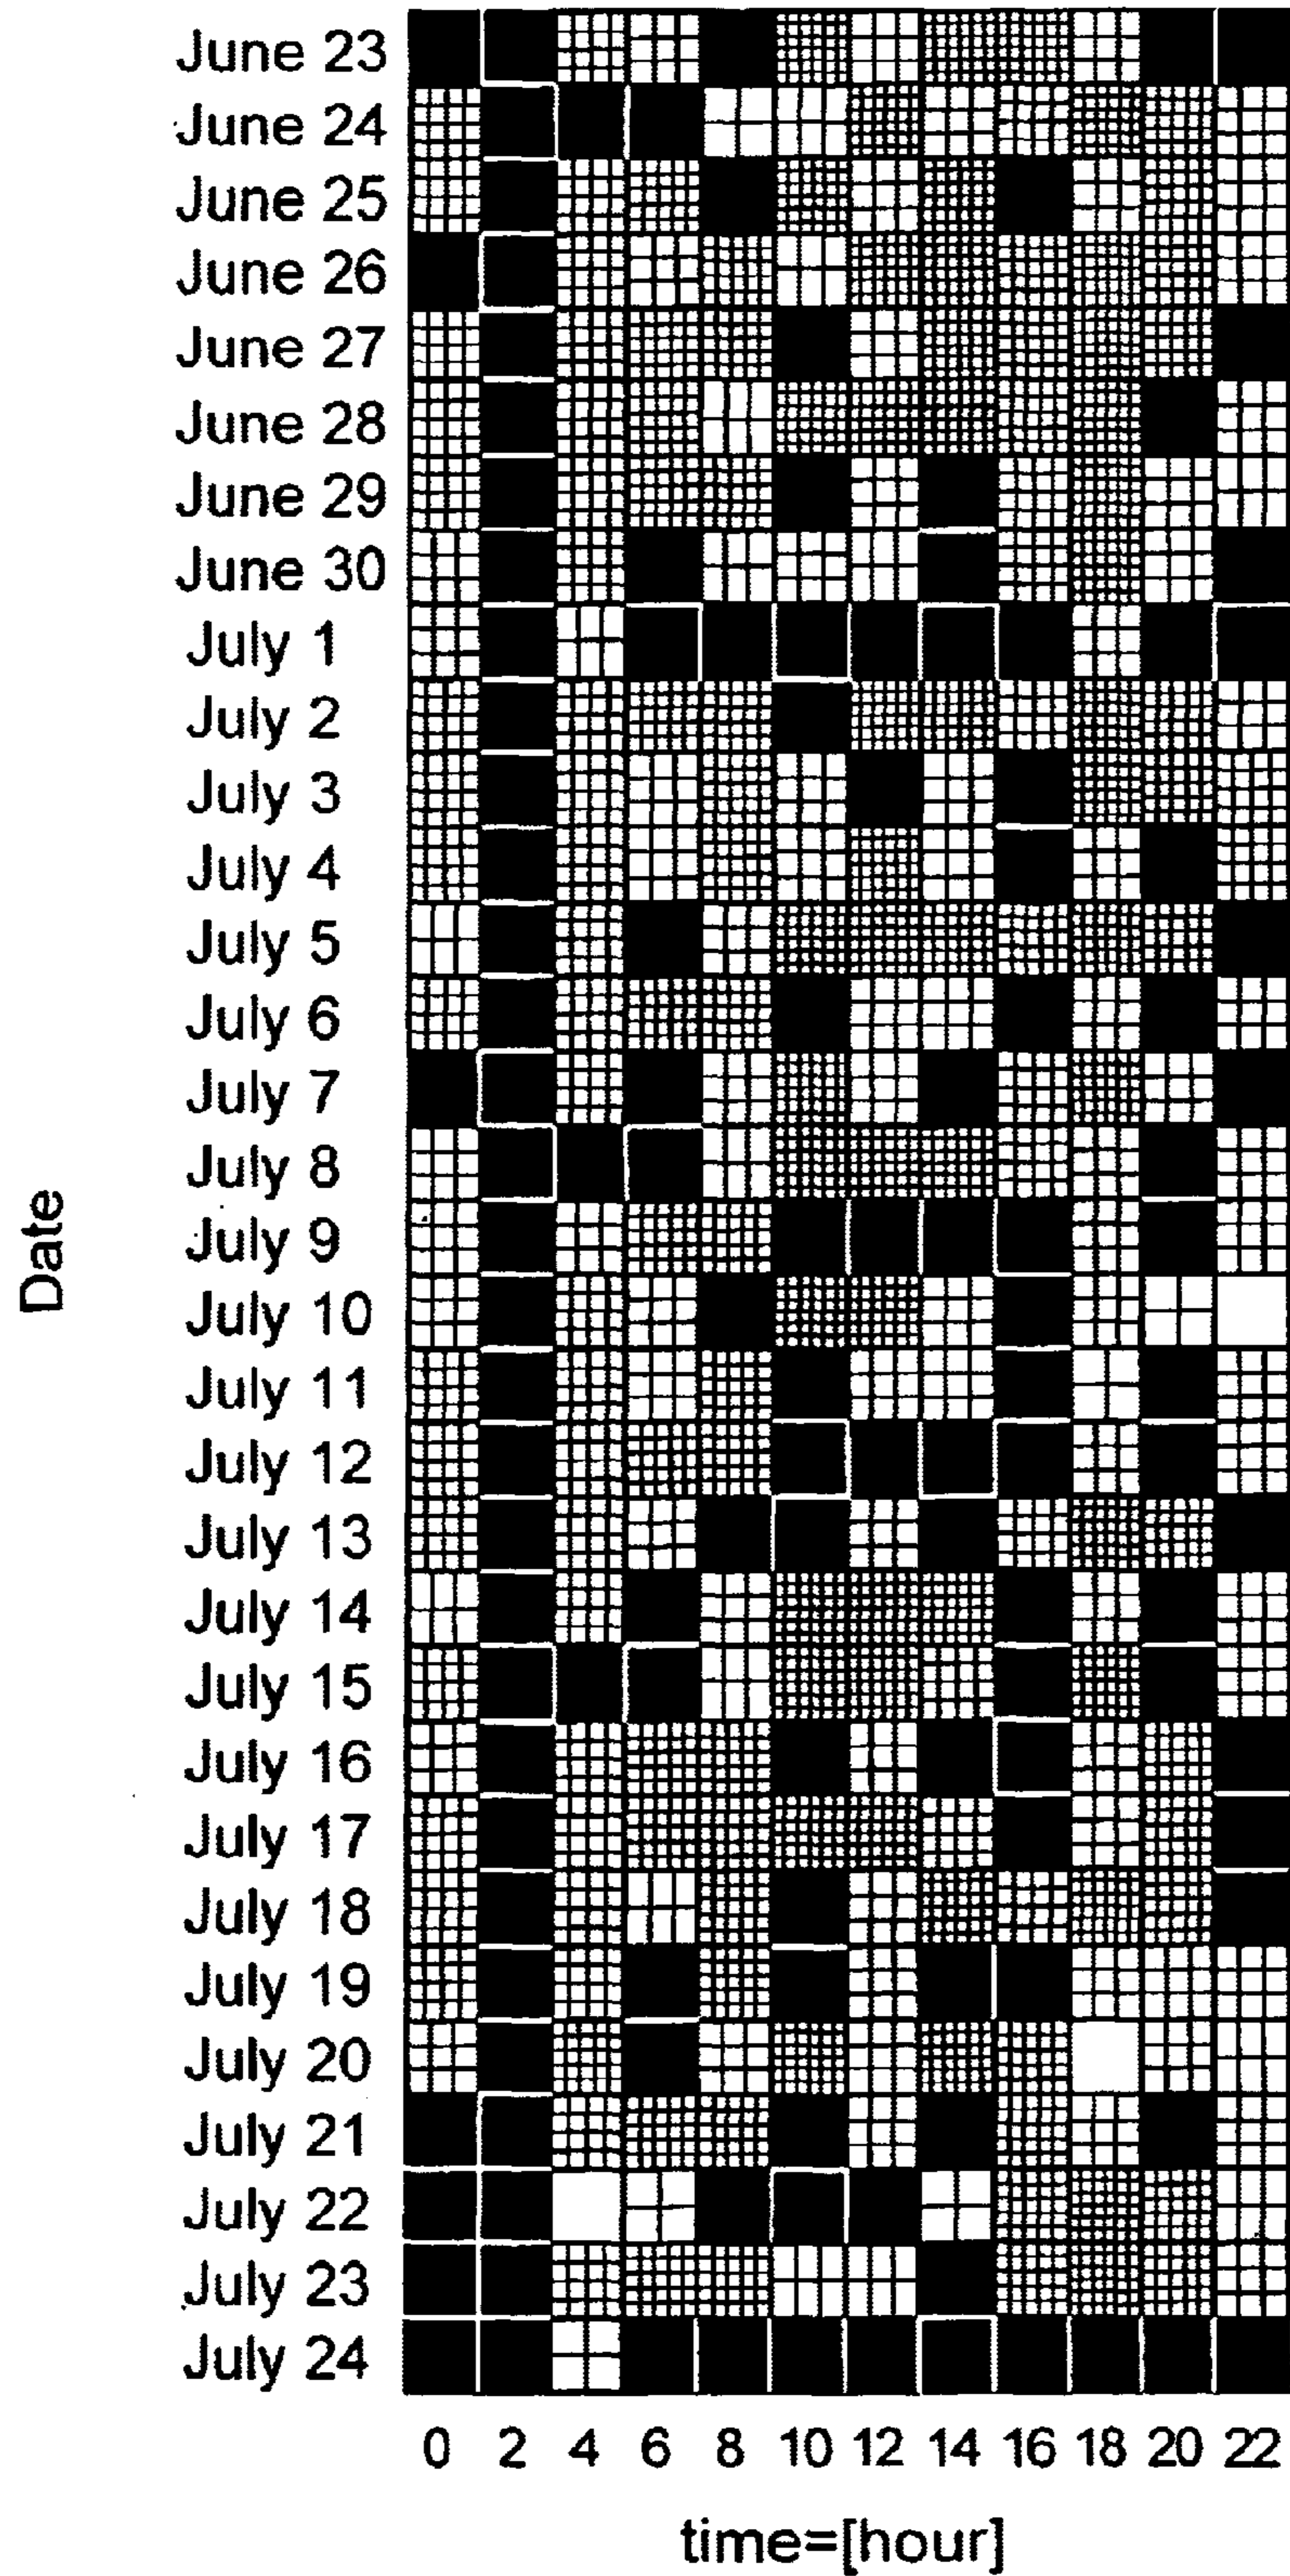 June 23
June 24
June 25
June 26
June 27
June 28
June 29
June 30
July 1
July 2
July 3
July 4
July 5
July 6
July 7
July 8
July 9
July 10
July 11
July 12
July 13
July 14
July 15
July 16
July 17
July 18
July 19
July 20
July 21
July 22
July 23
July 24
Date
0 2 4 6 8 10 12 14 16 18 20 22
time=[hour]